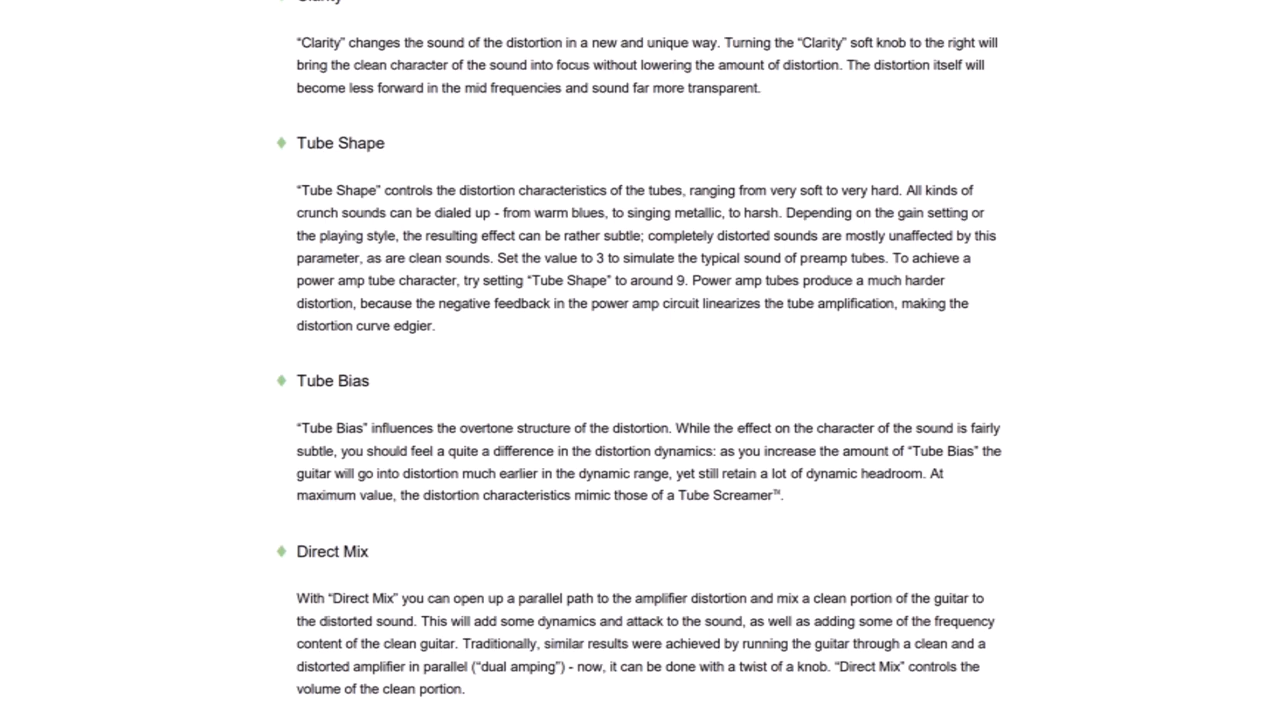 Clarity
“Clarity” changes the sound of the distortion in a new and unique way. Turning the “Clarity” soft knob to the right will
bring the clean character of the sound into focus without lowering the amount of distortion. The distortion itself will
become less forward in the mid frequencies and sound far more transparent.
Tube Shape
“Tube Shape” controls the distortion characteristics of the tubes, ranging from very soft to very hard. All kinds of
crunch sounds can be dialed up - from warm blues, to singing metallic, to harsh. Depending on the gain setting or
the playing style, the resulting effect can be rather subtle; completely distorted sounds are mostly unaffected by this
parameter, as are clean sounds. Set the value to 3 to simulate the typical sound of preamp tubes. To achieve a
power amp tube character, try setting “Tube Shape” to around 9. Power amp tubes produce a much harder
distortion, because the negative feedback in the power amp circuit linearizes the tube amplification, making the
distortion curve edgier.
Tube Bias
“Tube Bias” influences the overtone structure of the distortion. While the effect on the character of the sound is fairly
subtle, you should feel a quite a difference in the distortion dynamics: as you increase the amount of “Tube Bias” the
guitar will go into distortion much earlier in the dynamic range, yet still retain a lot of dynamic headroom. At
maximum value, the distortion characteristics mimic those of a Tube Screamer™.
Direct Mix
With “Direct Mix” you can open up a parallel path to the amplifier distortion and mix a clean portion of the guitar to
the distorted sound. This will add some dynamics and attack to the sound, as well as adding some of the frequency
content of the clean guitar. Traditionally, similar results were achieved by running the guitar through a clean and a
distorted amplifier in parallel (“dual amping”) - now, it can be done with a twist of a knob. “Direct Mix” controls the
volume of the clean portion.